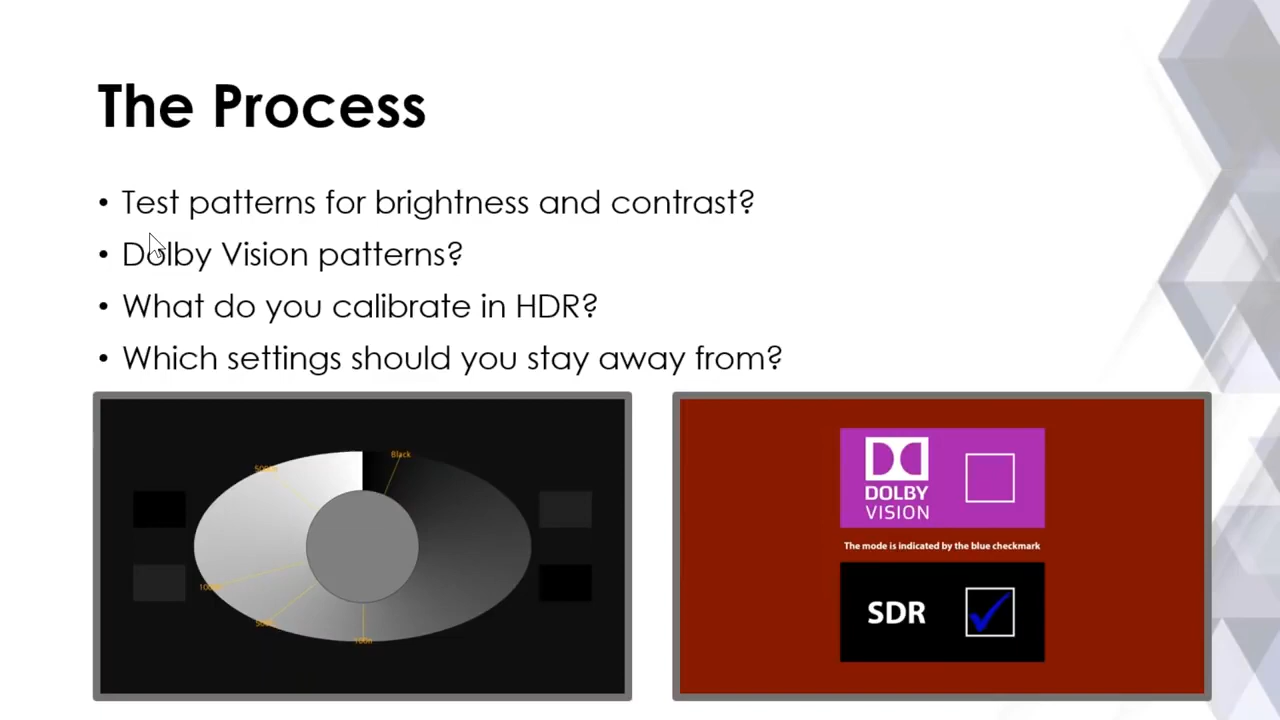 The Process
• Test patterns for brightness and contrast?
• Dolby Vision patterns?
• What do you calibrate in HDR?
• Which settings should you stay away from?
Black
100n
DOLBY
VISION
The mode is indicated by the blue checkmark
SDR